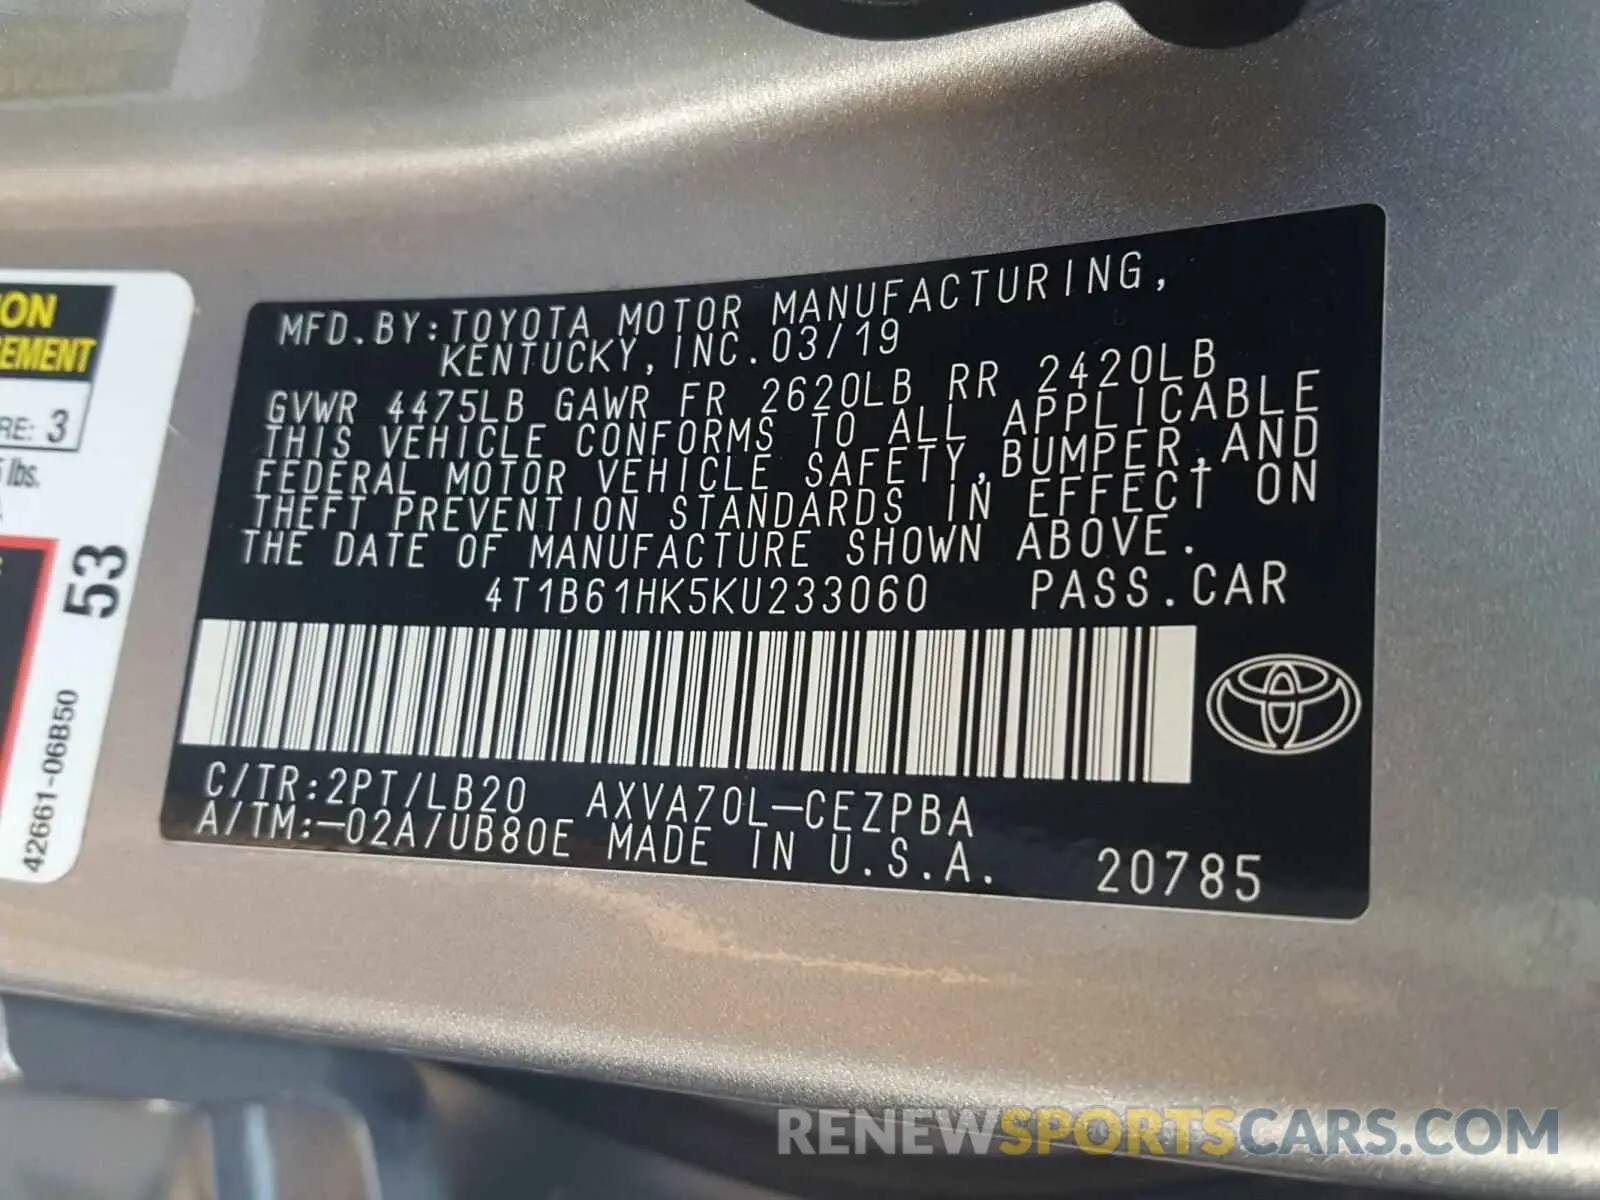 ION
CEMENT
RE: 3
5 lbs.
53
42661-06B50
MFD.BY:TOYOTA MOTOR MANUFACTURING,
KENTUCKY,INC.03/19
GVWR 4475LB GAWR FR 2620LB RR 2420LB
THIS VEHICLE CONFORMS TO ALL APPLICABLE
FEDERAL MOTOR VEHICLE SAFETY,BUMPER,AND
THEFT PREVENTION STANDARDS IN EFFECT ON
THE DATE OF MANUFACTURE SHOWN ABOVE.
4T1B61HK5KU233060 PASS.CAR
C/TR:2PT/LB20 AXVA70L-CEZPBA
A/TM:-02A/UB80E MADE IN U.S.A. 20785
RENEWSPORTSCARS.COM